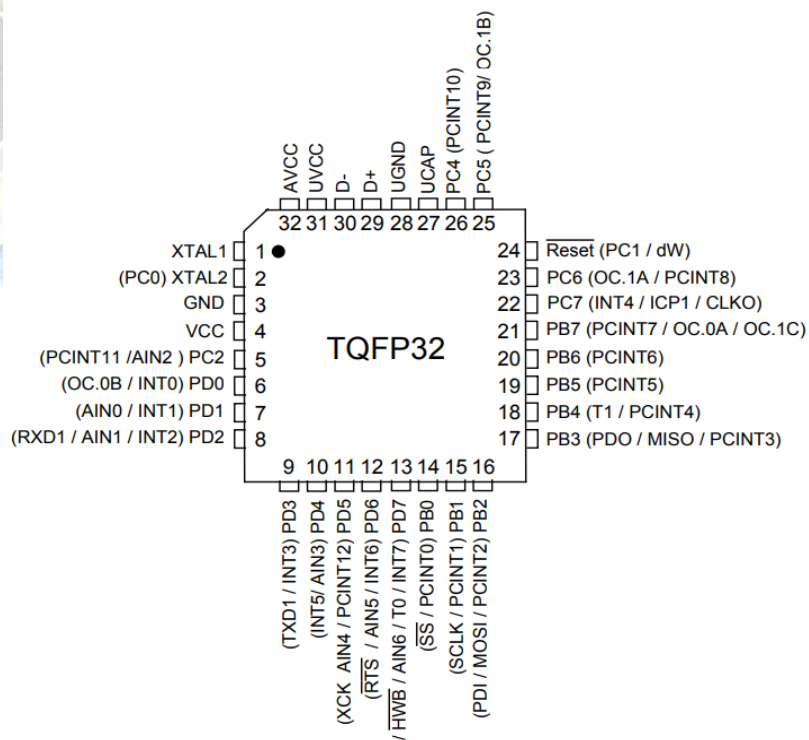 AVCC
UVCC
D-
D+
UGND
UCAP
PC4 (PCINT10)
PC5 ( PCINT9/ OC.1B)
32 31 30 29 28 27 26 25
XTAL1 1
(PC0) XTAL2 2
GND 3
VCC 4
(PCINT11 /AIN2 ) PC2 5
(OC.0B / INT0) PD0 6
(AIN0 / INT1) PD1 7
(RXD1 / AIN1 / INT2) PD2 8
TQFP32
24 Reset (PC1 / dW)
23 PC6 (OC.1A / PCINT8)
22 PC7 (INT4 / ICP1 / CLKO)
21 PB7 (PCINT7 / OC.0A / OC.1C)
20 PB6 (PCINT6)
19 PB5 (PCINT5)
18 PB4 (T1 / PCINT4)
17 PB3 (PDO / MISO / PCINT3)
9 10 11 12 13 14 15 16
(TXD1 / INT3) PD3
(INT5/ AIN3) PD4
(XCK AIN4 / PCINT12) PD5
(RTS / AIN5 / INT6) PD6
/ HWB / AIN6 / T0 / INT7) PD7
(SS / PCINT0) PB0
(SCLK / PCINT1) PB1
(PDI / MOSI / PCINT2) PB2